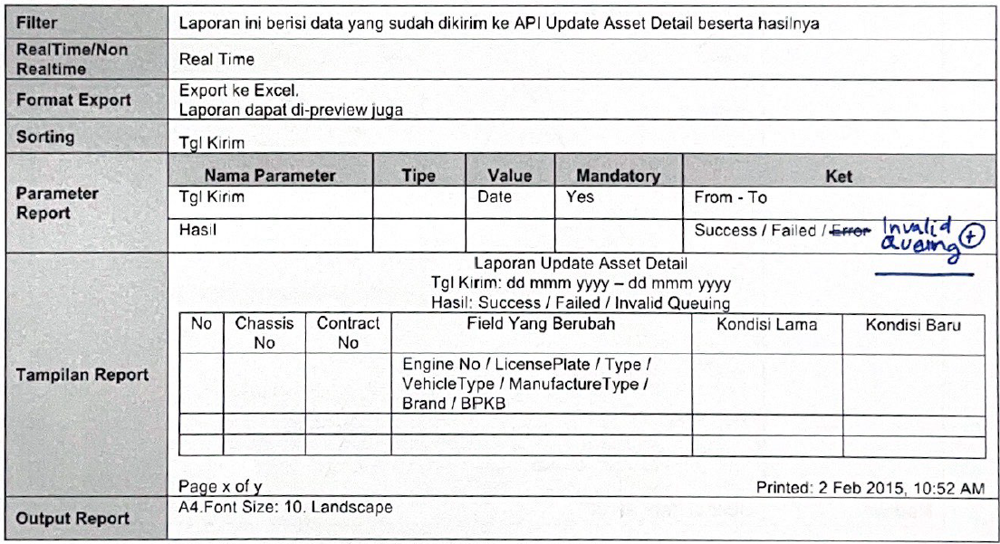 Filter Laporan ini berisi data yang sudah dikirim ke API Update Asset Detail beserta hasilnya
RealTime/Non Realtime Real Time
Format Export Export ke Excel.
Laporan dapat di-preview juga
Sorting Tgl Kirim
Parameter Report
Nama Parameter Tipe Value Mandatory Ket
Tgl Kirim Date Yes From - To
Hasil Success / Failed / Error Invalid Queing +
Tampilan Report
Laporan Update Asset Detail
Tgl Kirim: dd mmm yyyy – dd mmm yyyy
Hasil: Success / Failed / Invalid Queuing
No Chassis No Contract No Field Yang Berubah Kondisi Lama Kondisi Baru
Engine No / LicensePlate / Type /
VehicleType / ManufactureType /
Brand / BPKB
Page x of y Printed: 2 Feb 2015, 10:52 AM
Output Report A4.Font Size: 10. Landscape